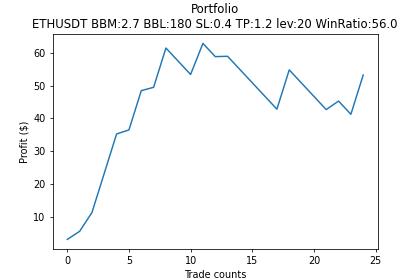 Portfolio
ETHUSDT BBM:2.7 BBL:180 SL:0.4 TP:1.2 lev:20 WinRatio:56.0
60
50
40
30
20
10
Profit ($)
0 5 10 15 20 25
Trade counts